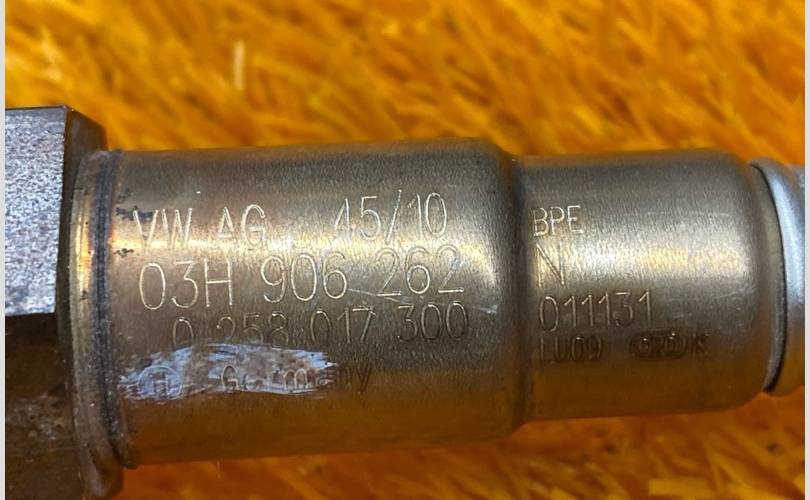 VW AG 45/10
03H 906 262
0 258 017 300
Germany
BPE
N
011131
LU09